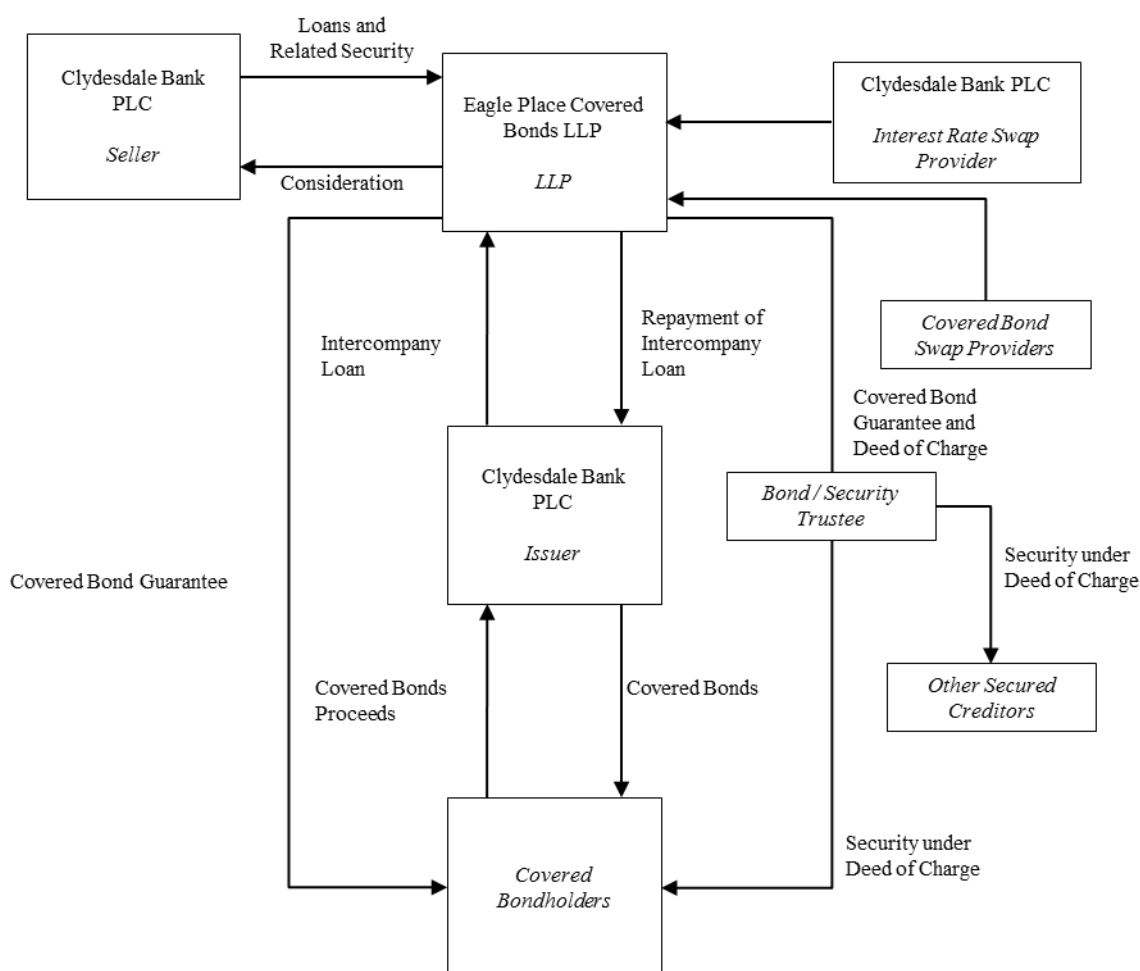 Loans and
Related Security
Clydesdale Bank
PLC
Seller
Eagle Place Covered
Bonds LLP
LLP
Clydesdale Bank PLC
Interest Rate Swap
Provider
Consideration
Covered Bond
Swap Providers
Intercompany
Loan
Repayment of
Intercompany
Loan
Covered Bond
Guarantee and
Deed of Charge
Clydesdale Bank
PLC
Issuer
Bond / Security
Trustee
Security under
Deed of Charge
Covered Bond Guarantee
Covered Bonds
Proceeds
Covered Bonds
Other Secured
Creditors
Security under
Deed of Charge
Covered
Bondholders